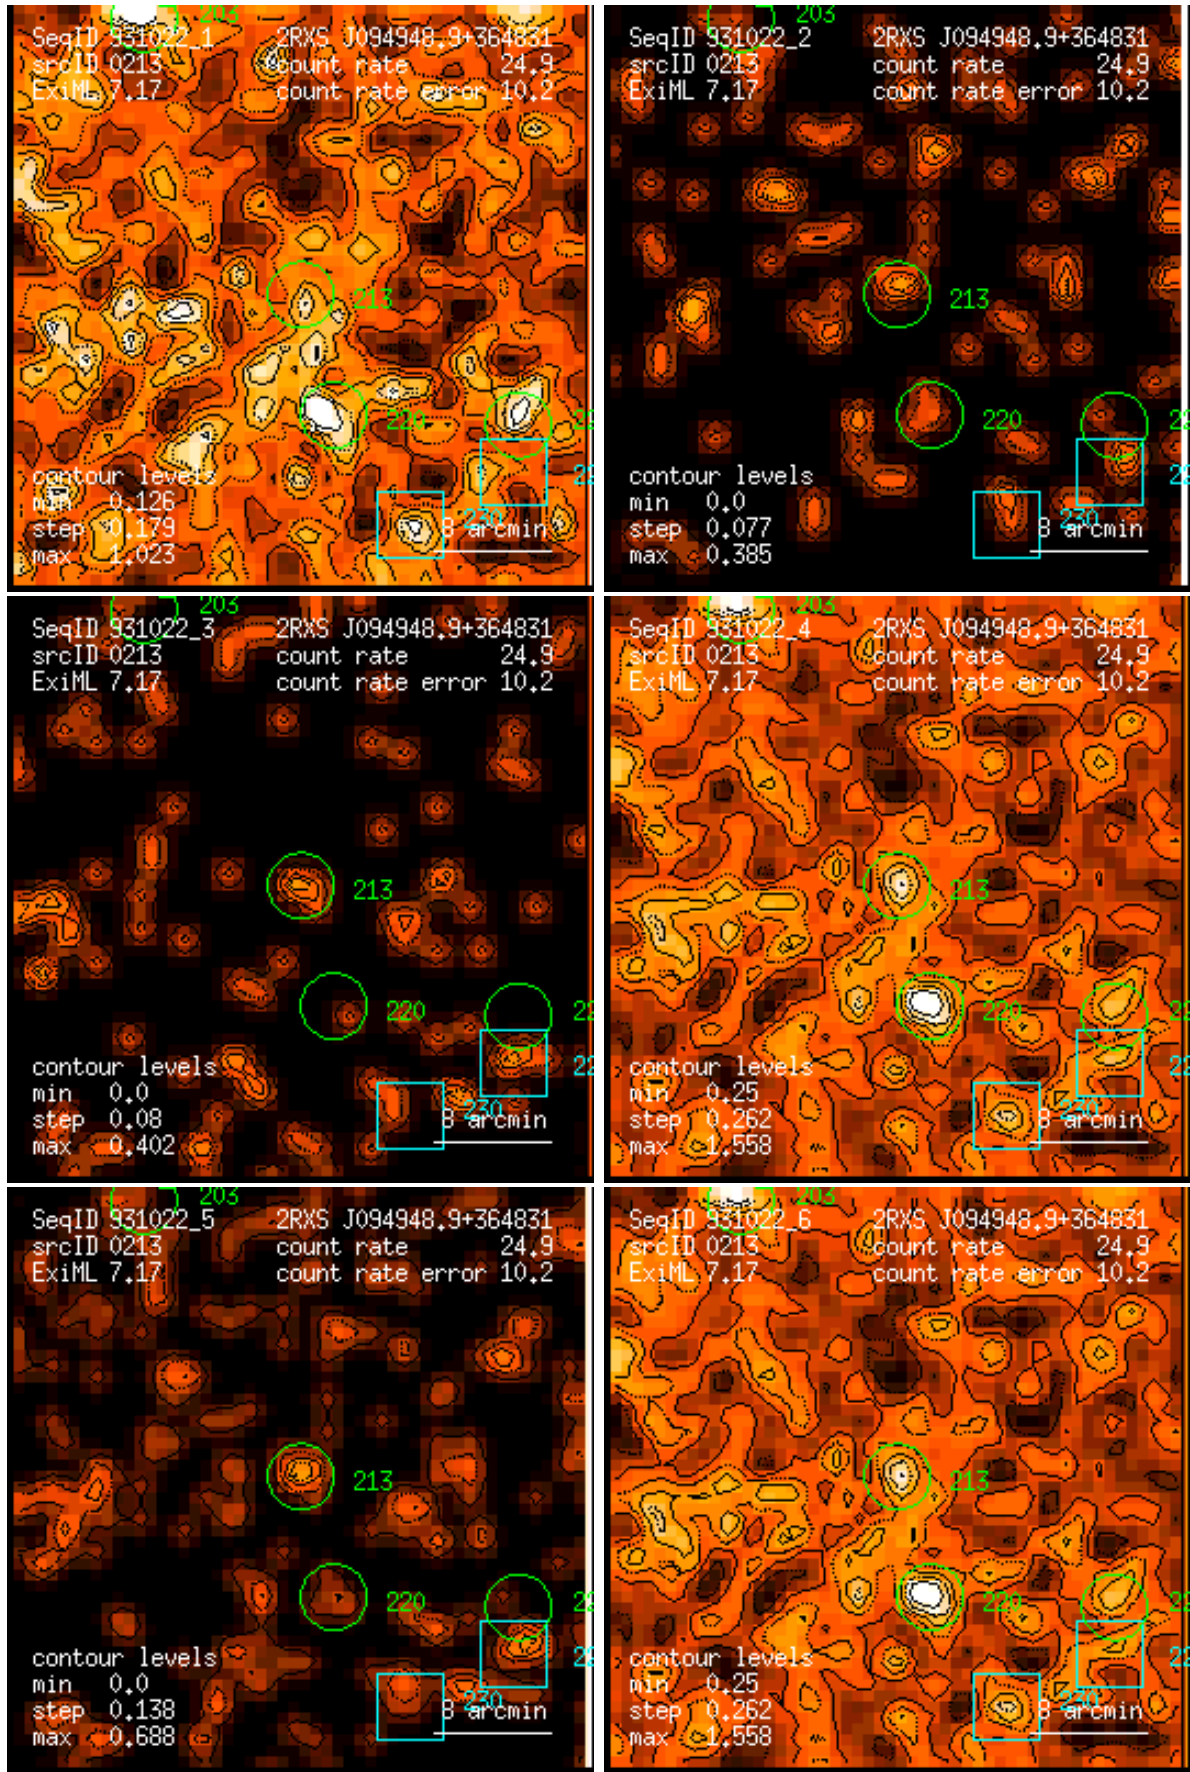 203
SeqID 931022_1 2RXS J094948.9+364831
srcID 0213 count rate 24.9
ExiML 7.17 count rate error 10.2
213
220
contour levels
min 0.126
step 0.179
max 1.023
230
8 arcmin
203
SeqID 931022_2 2RXS J094948.9+364831
srcID 0213 count rate 24.9
ExiML 7.17 count rate error 10.2
213
220
contour levels
min 0.0
step 0.077
max 0.385
230
8 arcmin
203
SeqID 931022_3 2RXS J094948.9+364831
srcID 0213 count rate 24.9
ExiML 7.17 count rate error 10.2
213
220
contour levels
min 0.0
step 0.08
max 0.402
230
8 arcmin
203
SeqID 931022_4 2RXS J094948.9+364831
srcID 0213 count rate 24.9
ExiML 7.17 count rate error 10.2
213
220
contour levels
min 0.25
step 0.262
max 1.558
230
8 arcmin
203
SeqID 931022_5 2RXS J094948.9+364831
srcID 0213 count rate 24.9
ExiML 7.17 count rate error 10.2
213
220
contour levels
min 0.0
step 0.138
max 0.688
230
8 arcmin
203
SeqID 931022_6 2RXS J094948.9+364831
srcID 0213 count rate 24.9
ExiML 7.17 count rate error 10.2
213
220
contour levels
min 0.25
step 0.262
max 1.558
230
8 arcmin